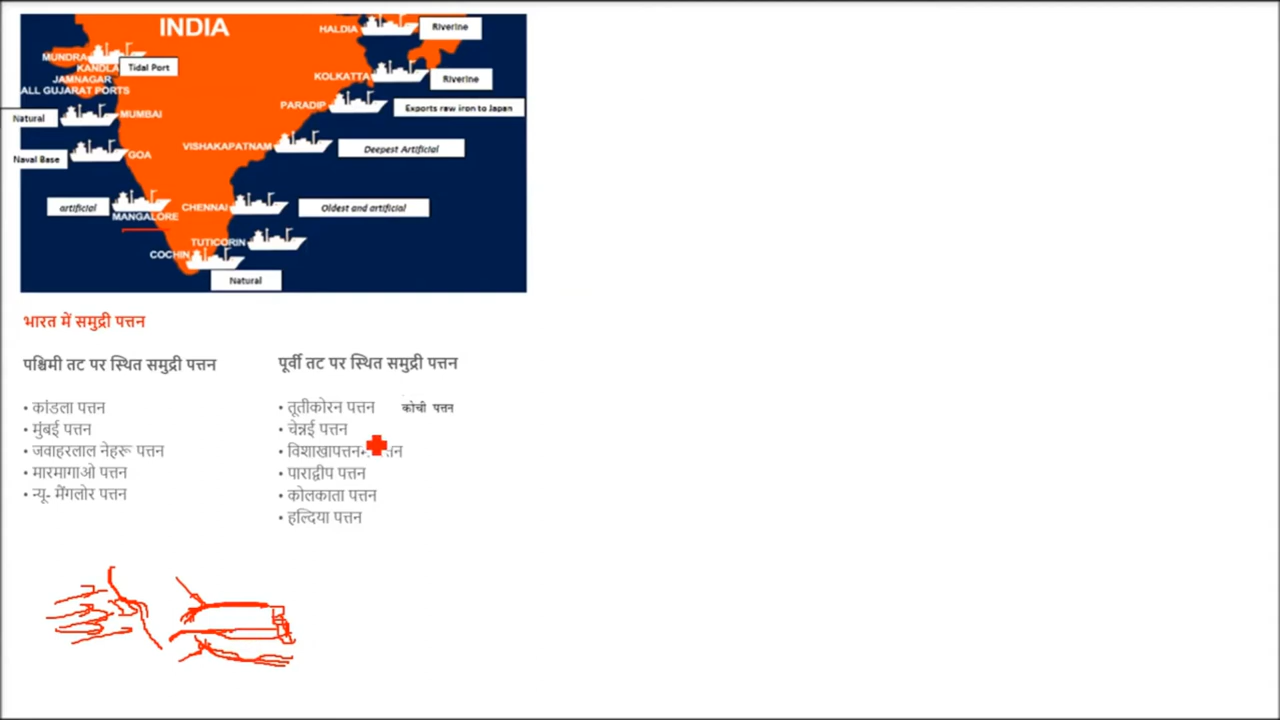 INDIA
HALDIA
Riverine
MUNDRA
KANDLA
Tidal Port
JAMNAGAR
ALL GUJARAT PORTS
KOLKATTA
Riverine
PARADIP
Exports raw iron to Japan
Natural
MUMBAI
VISHAKAPATNAM
Deepest Artificial
Naval Base
GOA
artificial
MANGALORE
CHENNAI
Oldest and artificial
TUTICORIN
COCHIN
Natural
भारत में समुद्री पत्तन
पश्चिमी तट पर स्थित समुद्री पत्तन
• कांडला पत्तन
• मुंबई पत्तन
• जवाहरलाल नेहरू पत्तन
• मारमागाओ पत्तन
• न्यू- मैंगलोर पत्तन
पूर्वी तट पर स्थित समुद्री पत्तन
• तूतीकोरन पत्तन कोची पत्तन
• चेन्नई पत्तन
• विशाखापत्तन
• पाराद्वीप पत्तन
• कोलकाता पत्तन
• हल्दिया पत्तन